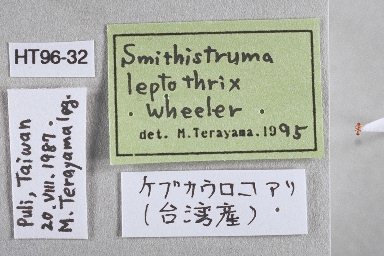 HT96-32
Smithistruma
leptothrix
. Wheeler .
det. M.Terayama.1995
Puli, Taiwan
20.VIII.1987.
M. Terayama leg.
ケブカウロコアリ
(台湾産).